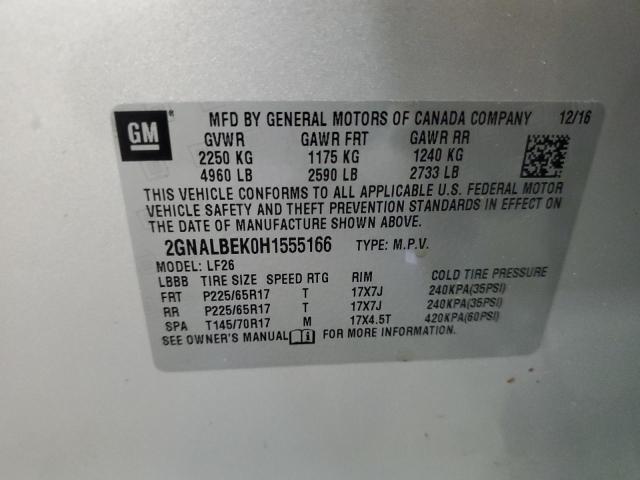 GM ® MFD BY GENERAL MOTORS OF CANADA COMPANY 12/16
GVWR GAWR FRT GAWR RR
2250 KG 1175 KG 1240 KG
4960 LB 2590 LB 2733 LB
THIS VEHICLE CONFORMS TO ALL APPLICABLE U.S. FEDERAL MOTOR
VEHICLE SAFETY AND THEFT PREVENTION STANDARDS IN EFFECT ON
THE DATE OF MANUFACTURE SHOWN ABOVE.
2GNALBEK0H1555166 TYPE: M.P.V.
MODEL: LF26
LBBB TIRE SIZE SPEED RTG RIM COLD TIRE PRESSURE
FRT P225/65R17 T 17X7J 240KPA(35PSI)
RR P225/65R17 T 17X7J 240KPA(35PSI)
SPA T145/70R17 M 17X4.5T 420KPA(60PSI)
SEE OWNER'S MANUAL FOR MORE INFORMATION.